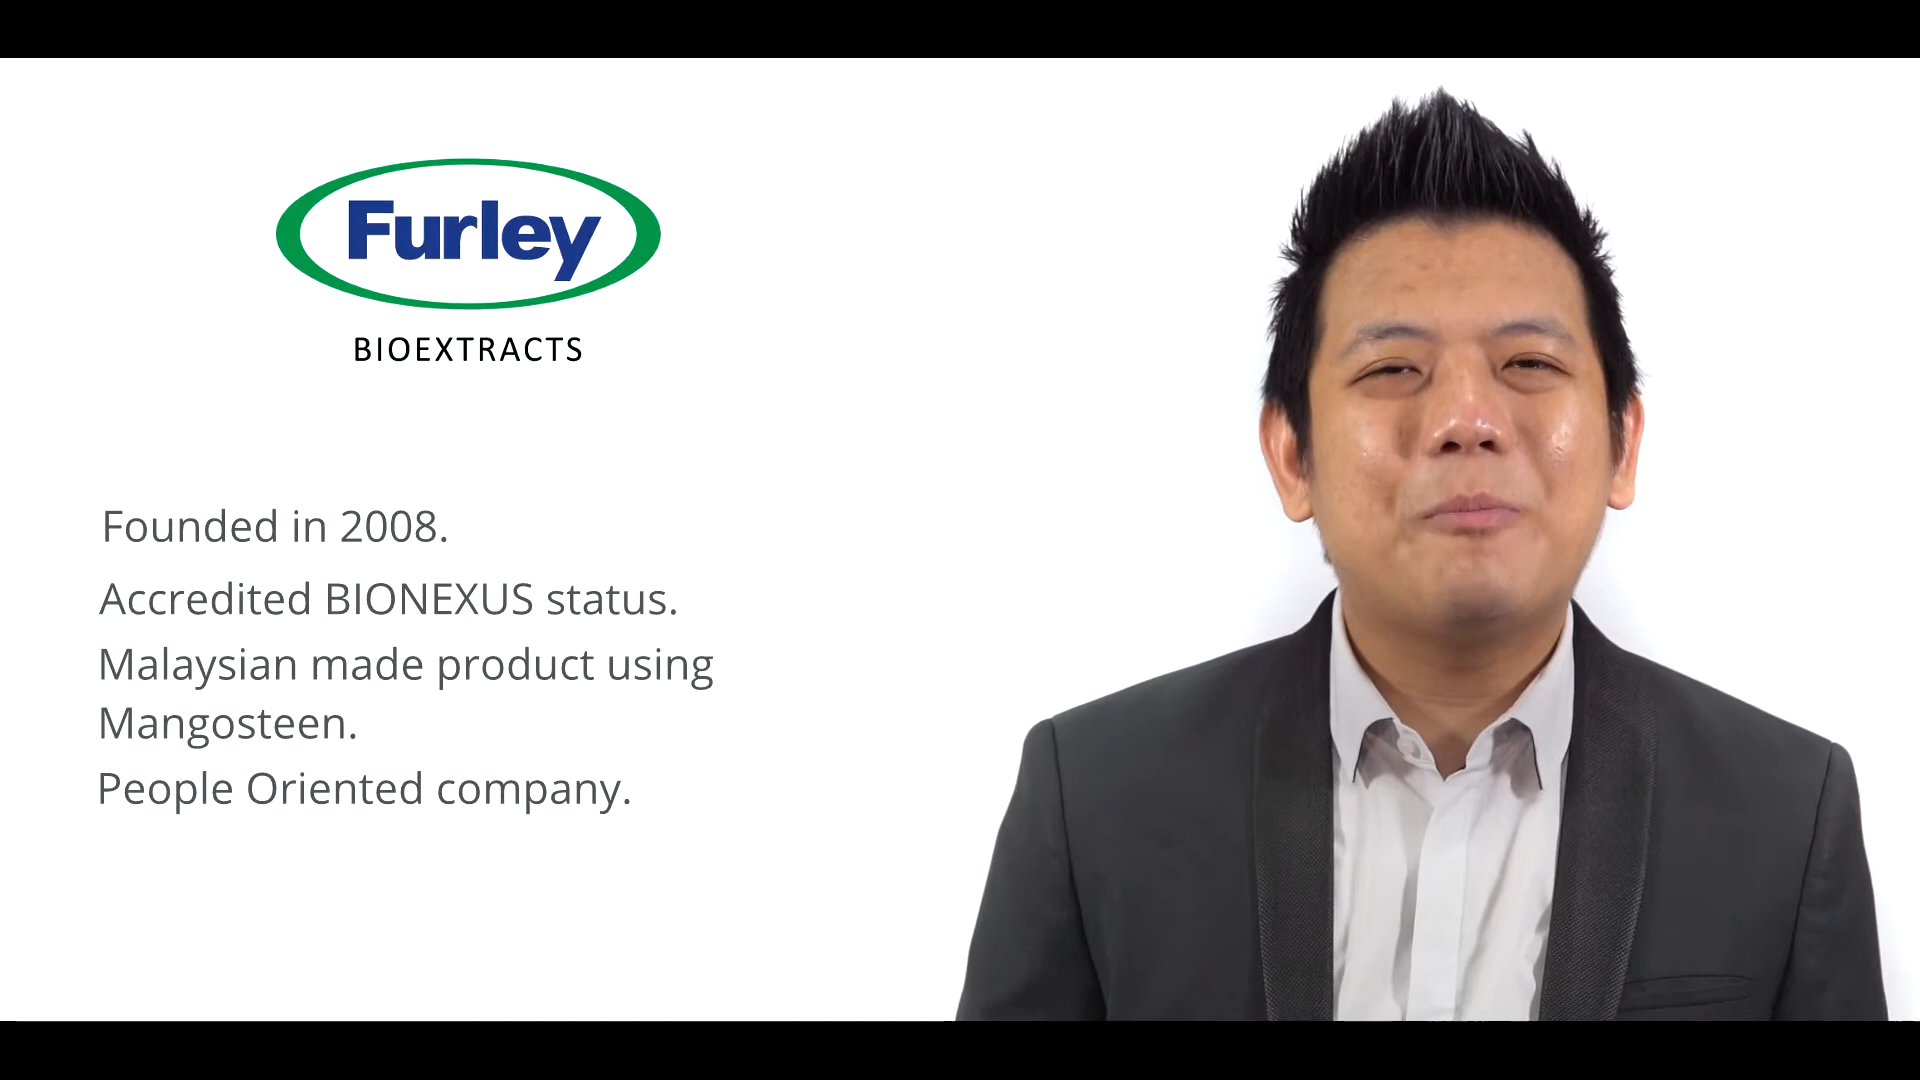 Furley
BIOEXTRACTS
Founded in 2008.
Accredited BIONEXUS status.
Malaysian made product using
Mangosteen.
People Oriented company.